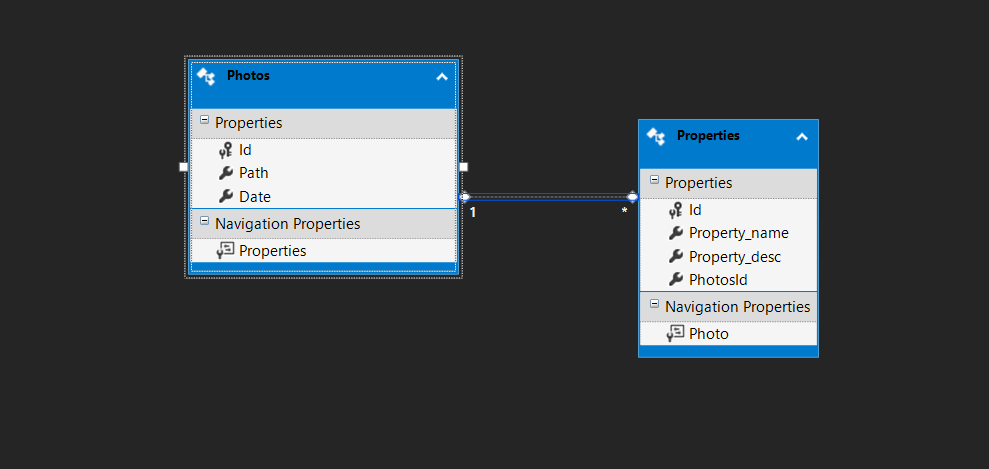 Photos
Properties
Id
Path
Date
Navigation Properties
Properties
1
*
Properties
Properties
Id
Property_name
Property_desc
PhotosId
Navigation Properties
Photo